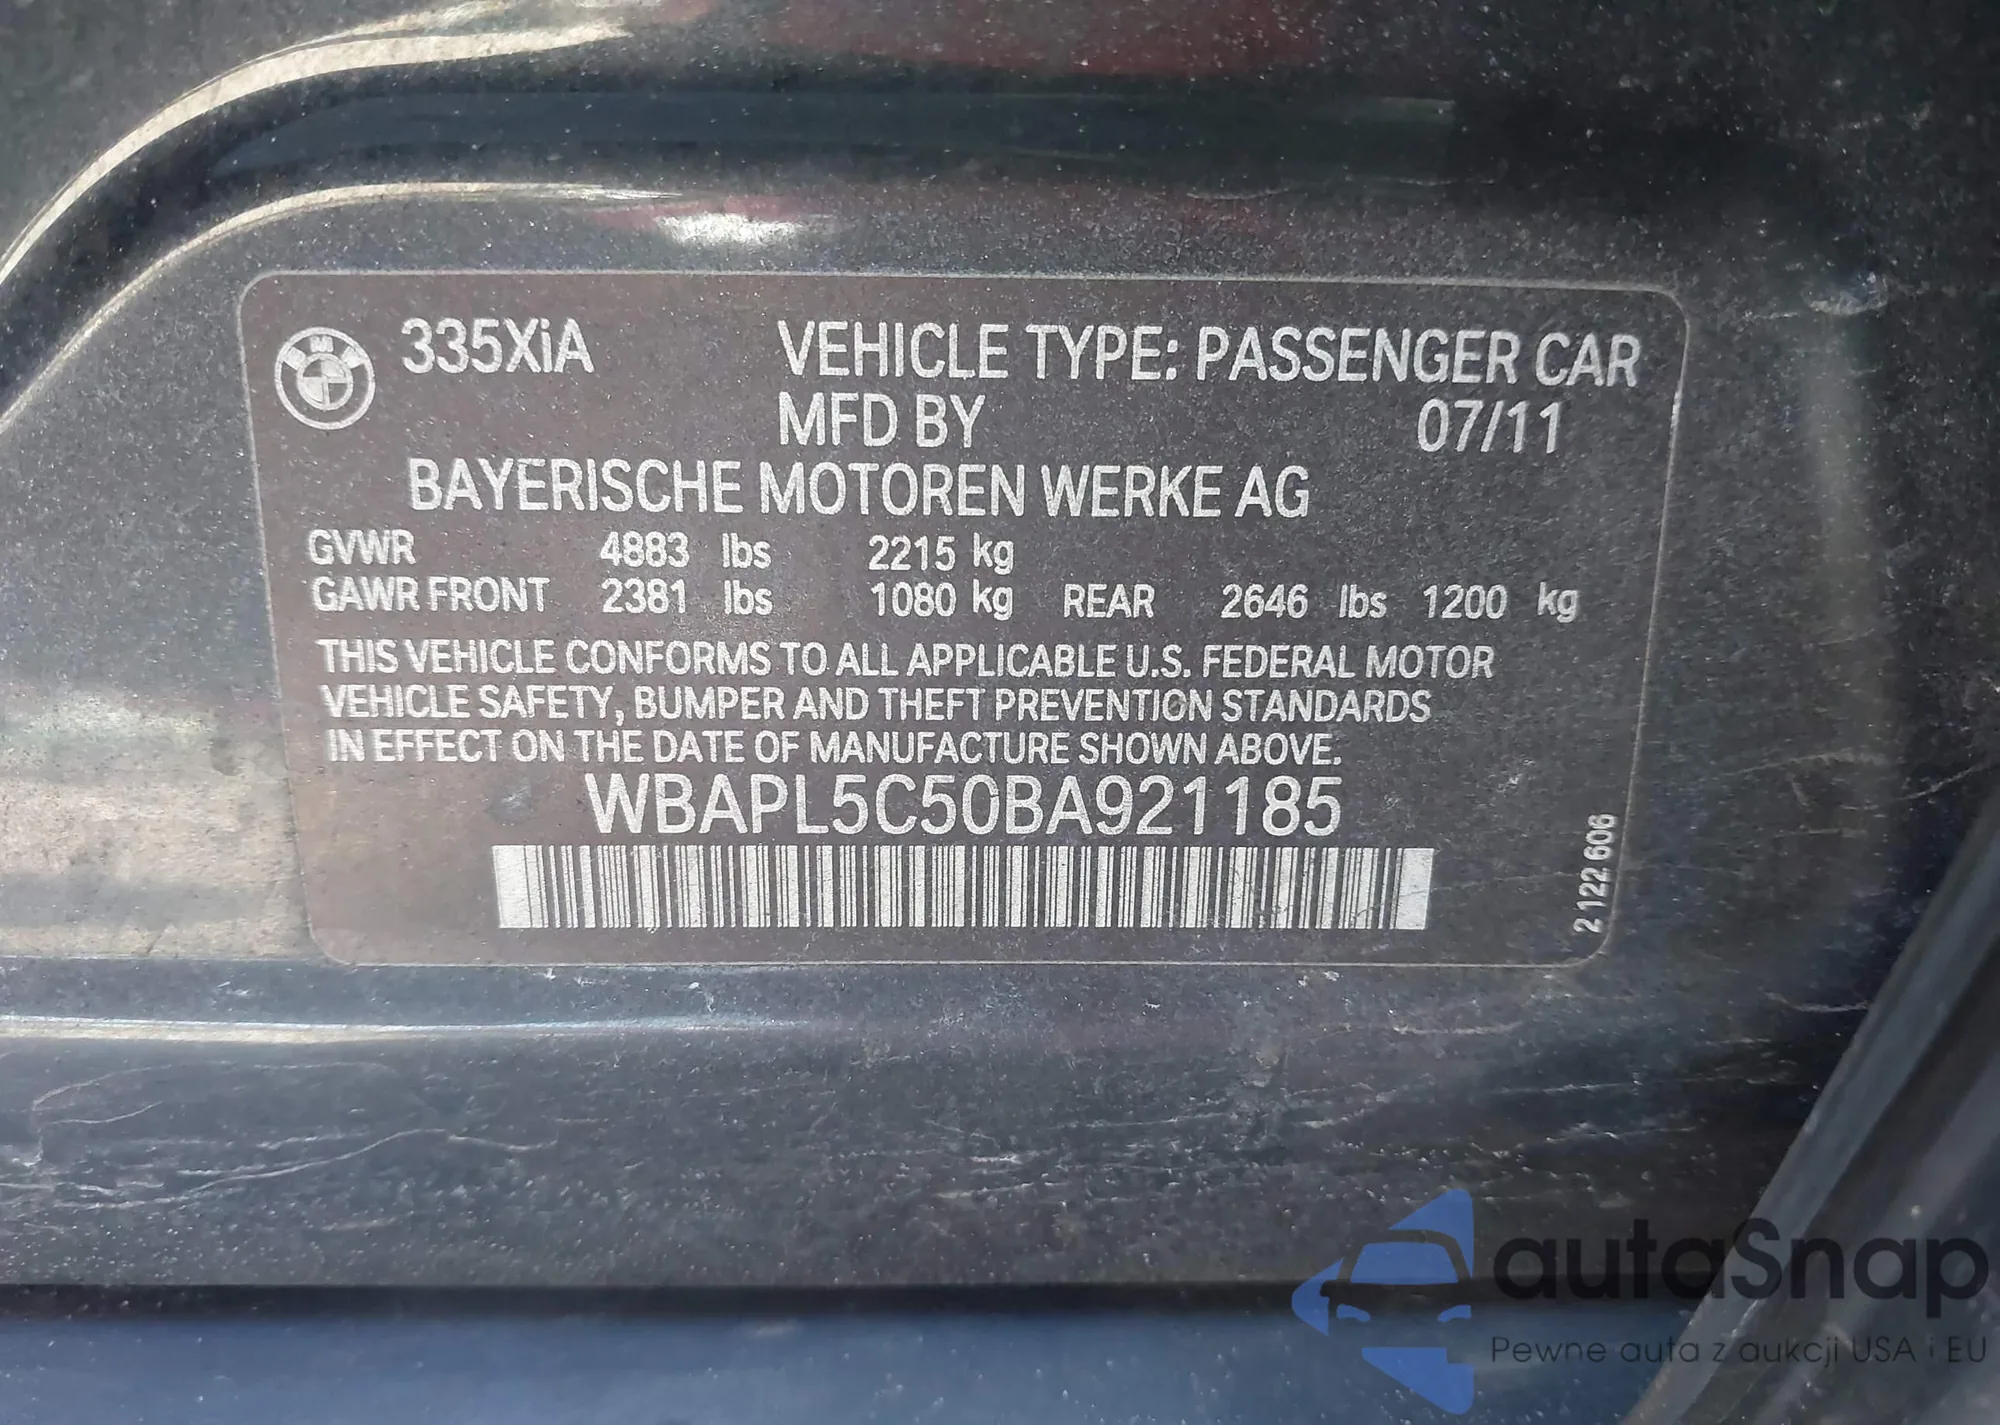 335XiA VEHICLE TYPE: PASSENGER CAR
MFD BY 07/11
BAYERISCHE MOTOREN WERKE AG
GVWR 4883 lbs 2215 kg
GAWR FRONT 2381 lbs 1080 kg REAR 2646 lbs 1200 kg
THIS VEHICLE CONFORMS TO ALL APPLICABLE U.S. FEDERAL MOTOR
VEHICLE SAFETY, BUMPER AND THEFT PREVENTION STANDARDS
IN EFFECT ON THE DATE OF MANUFACTURE SHOWN ABOVE.
WBAPL5C50BA921185
2 122 606
autaSnap
Pewne auta z aukcji USA i EU